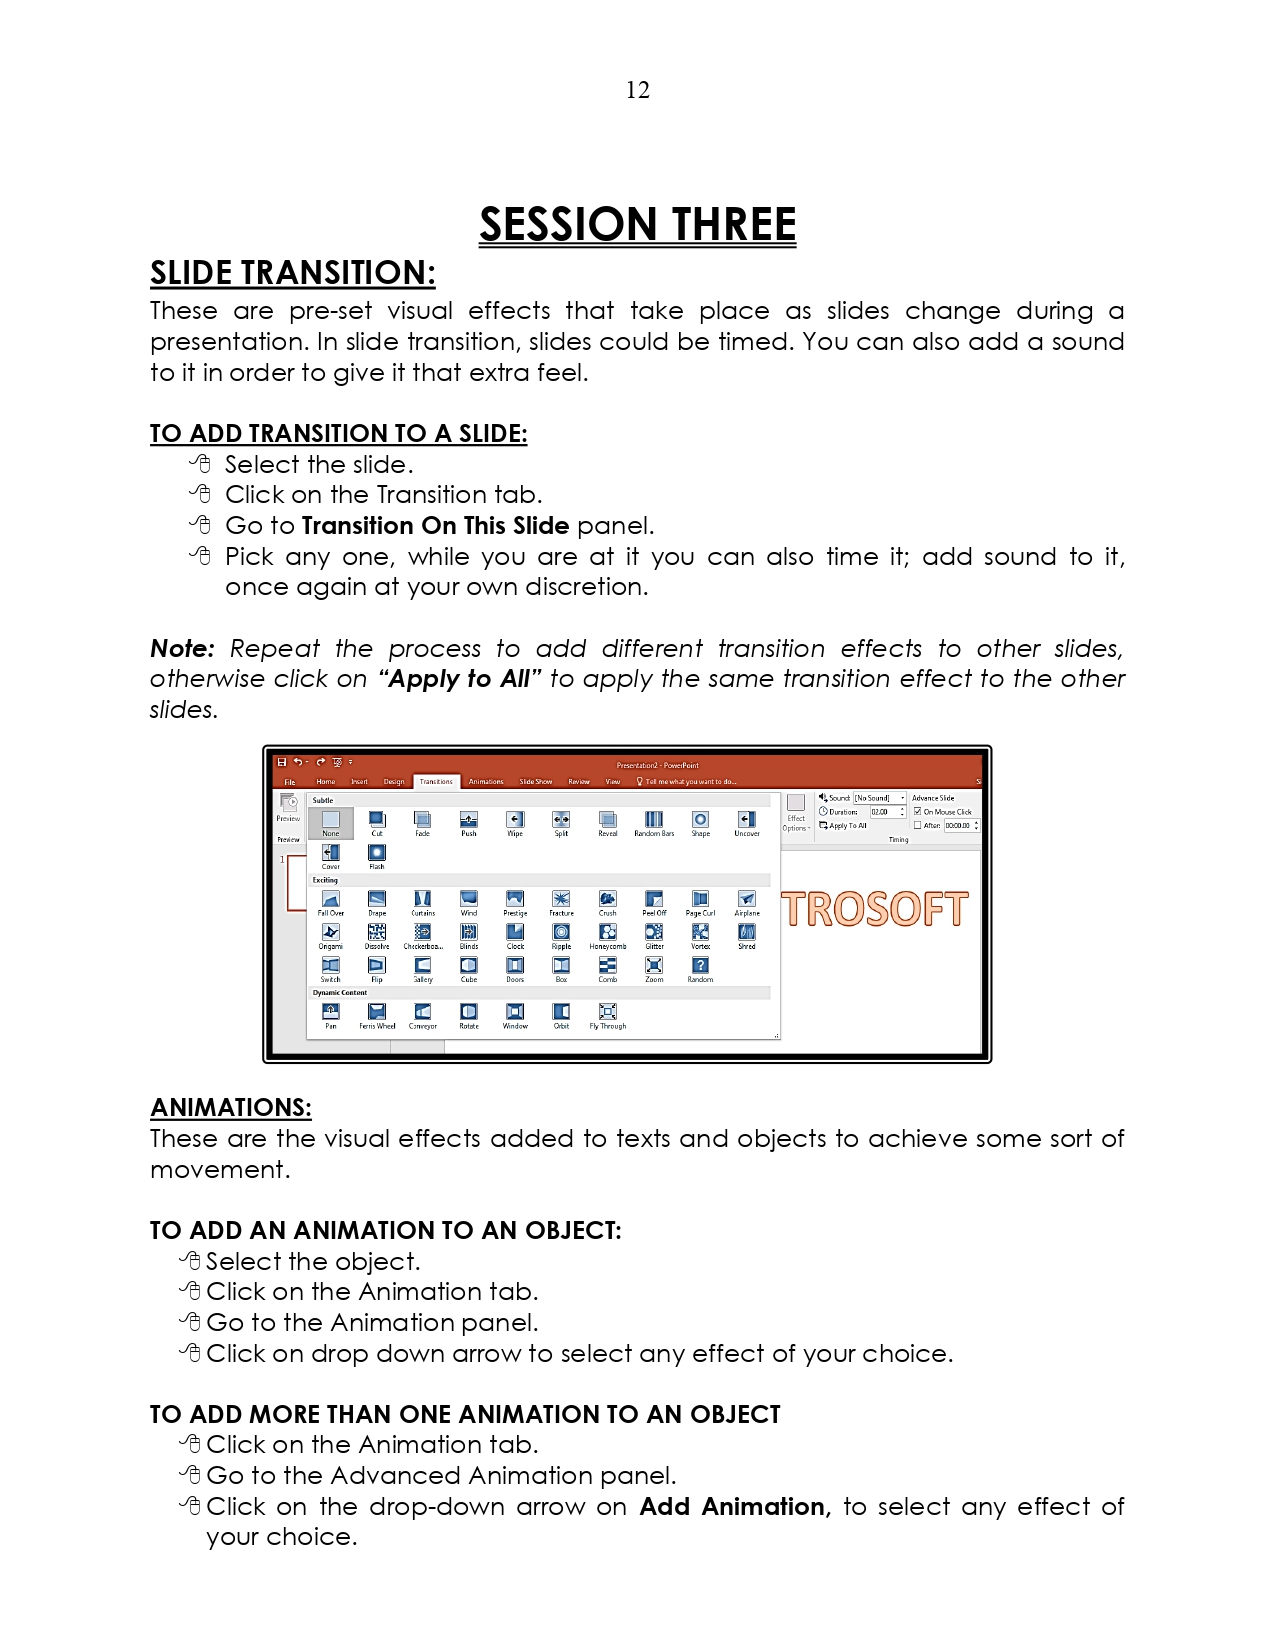 12
SESSION THREE
SLIDE TRANSITION:
These are pre-set visual effects that take place as slides change during a
presentation. In slide transition, slides could be timed. You can also add a sound
to it in order to give it that extra feel.
TO ADD TRANSITION TO A SLIDE:
Select the slide.
Click on the Transition tab.
Go to Transition On This Slide panel.
Pick any one, while you are at it you can also time it; add sound to it,
once again at your own discretion.
Note: Repeat the process to add different transition effects to other slides,
otherwise click on “Apply to All” to apply the same transition effect to the other
slides.
Presentation2 - PowerPoint
File Home Insert Design Transitions Animations Slide Show Review View Tell me what you want to do... S
Preview
Preview
Subtle
None Cut Fade Push Wipe Split Reveal Random Bars Shape Uncover
Cover Flash
Exciting
Fall Over Drape Curtains Wind Prestige Fracture Crush Peel Off Page Curl Airplane
Origami Dissolve Checkerboa... Blinds Clock Ripple Honeycomb Glitter Vortex Shred
Switch Flip Gallery Cube Doors Box Comb Zoom Random
Dynamic Content
Pan Ferris Wheel Conveyor Rotate Window Orbit Fly Through
Effect
Options
Sound: [No Sound] Advance Slide
Duration: 02.00 On Mouse Click
Apply To All After: 00:00.00
Timing
1
TROSOFT
ANIMATIONS:
These are the visual effects added to texts and objects to achieve some sort of
movement.
TO ADD AN ANIMATION TO AN OBJECT:
Select the object.
Click on the Animation tab.
Go to the Animation panel.
Click on drop down arrow to select any effect of your choice.
TO ADD MORE THAN ONE ANIMATION TO AN OBJECT
Click on the Animation tab.
Go to the Advanced Animation panel.
Click on the drop-down arrow on Add Animation, to select any effect of
your choice.